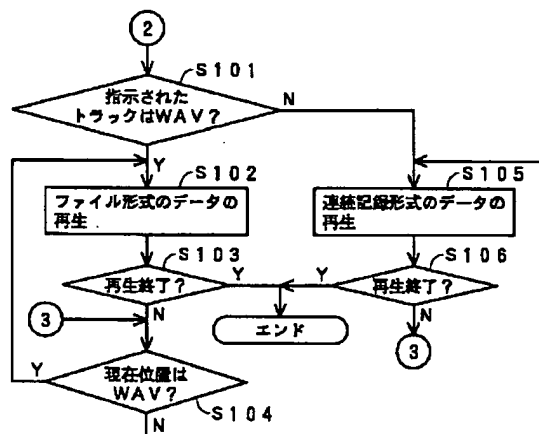 2
S101
指示された
トラックはWAV?
N
Y
S102
ファイル形式のデータの
再生
S105
連続記録形式のデータの
再生
S103
再生終了?
Y
N
S106
再生終了?
Y
N
エンド
3
3
現在位置は
WAV?
Y
S104
N